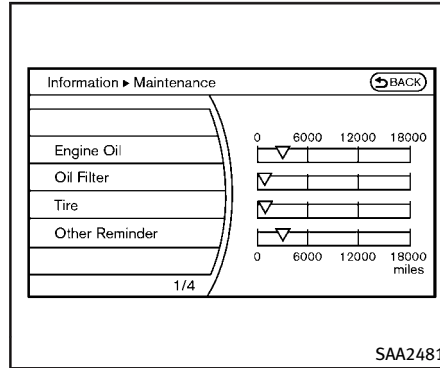 Information ▸ Maintenance
BACK
0 6000 12000 18000
Engine Oil
Oil Filter
Tire
Other Reminder
0 6000 12000 18000
miles
1/4
SAA2481